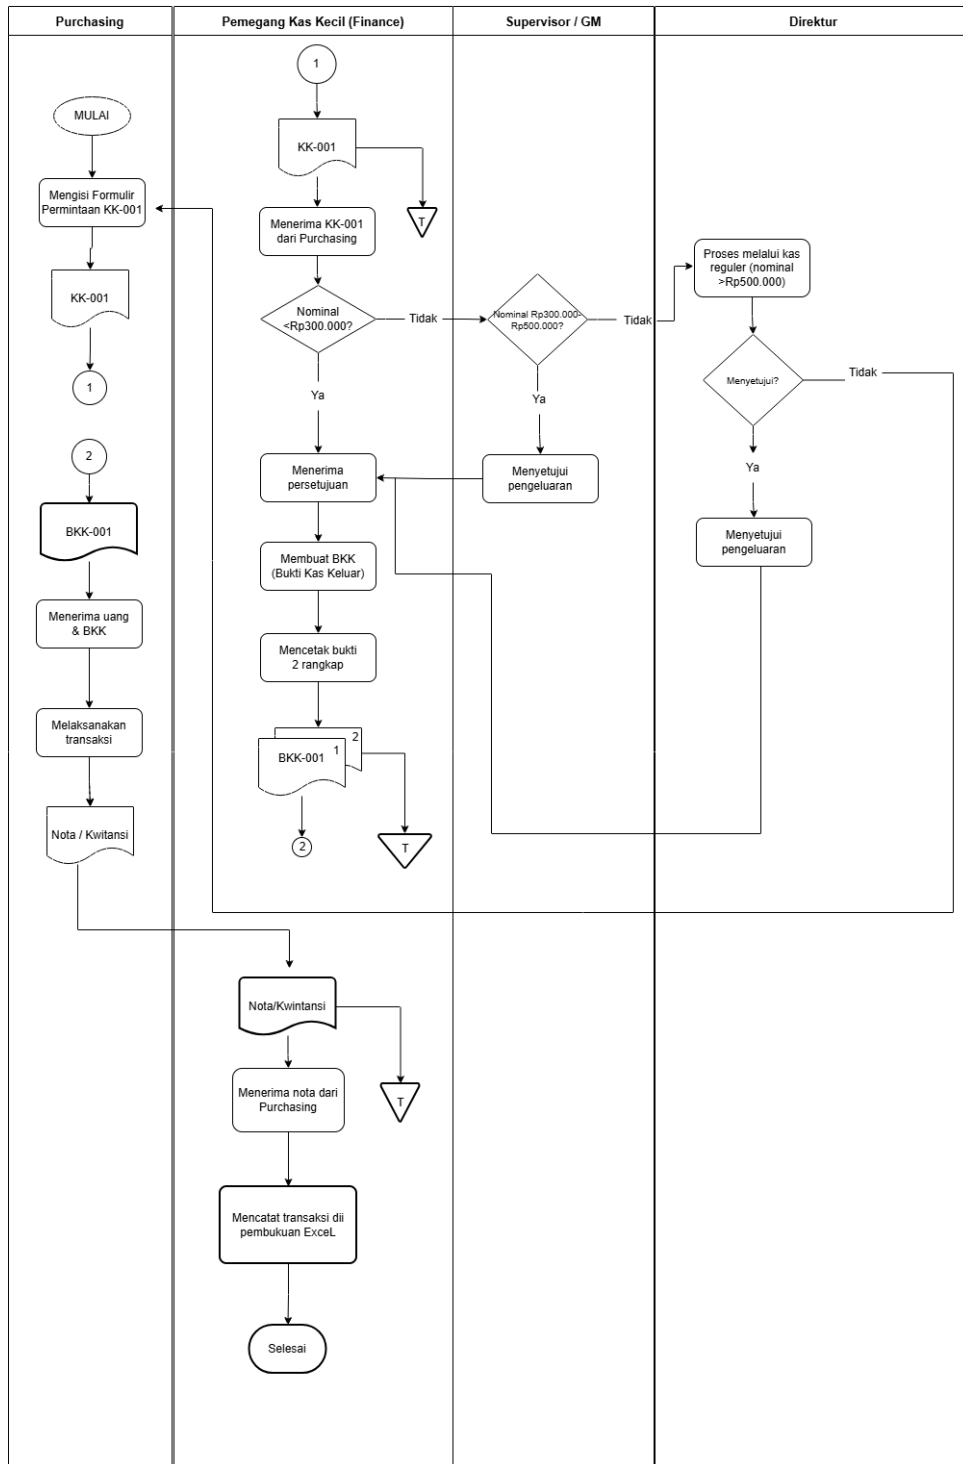 Purchasing
Pemegang Kas Kecil (Finance)
Supervisor / GM
Direktur
MULAI
Mengisi Formulir
Permintaan KK-001
KK-001
1
2
BKK-001
Menerima uang
& BKK
Melaksanakan
transaksi
Nota / Kwitansi
1
KK-001
T
Menerima KK-001
dari Purchasing
Nominal
<Rp300.000?
Tidak
Ya
Menerima
persetujuan
Membuat BKK
(Bukti Kas Keluar)
Mencetak bukti
2 rangkap
2
BKK-001
1
2
T
Nota/Kwintansi
T
Menerima nota dari
Purchasing
Mencatat transaksi dii
pembukuan ExceL
Selesai
Nominal Rp300.000-
Rp500.000?
Tidak
Ya
Menyetujui
pengeluaran
Proses melalui kas
reguler (nominal
>Rp500.000)
Menyetujui?
Tidak
Ya
Menyetujui
pengeluaran